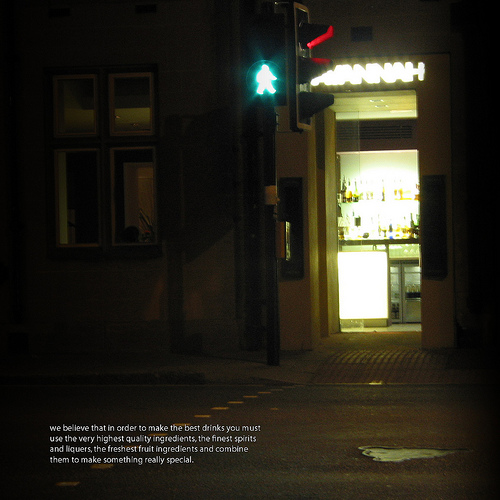 ANNAH
we believe that in order to make the best drinks you must
use the very highest quality ingredients, the finest spirits
and liquers, the freshest fruit ingredients and combine
them to make something really special.